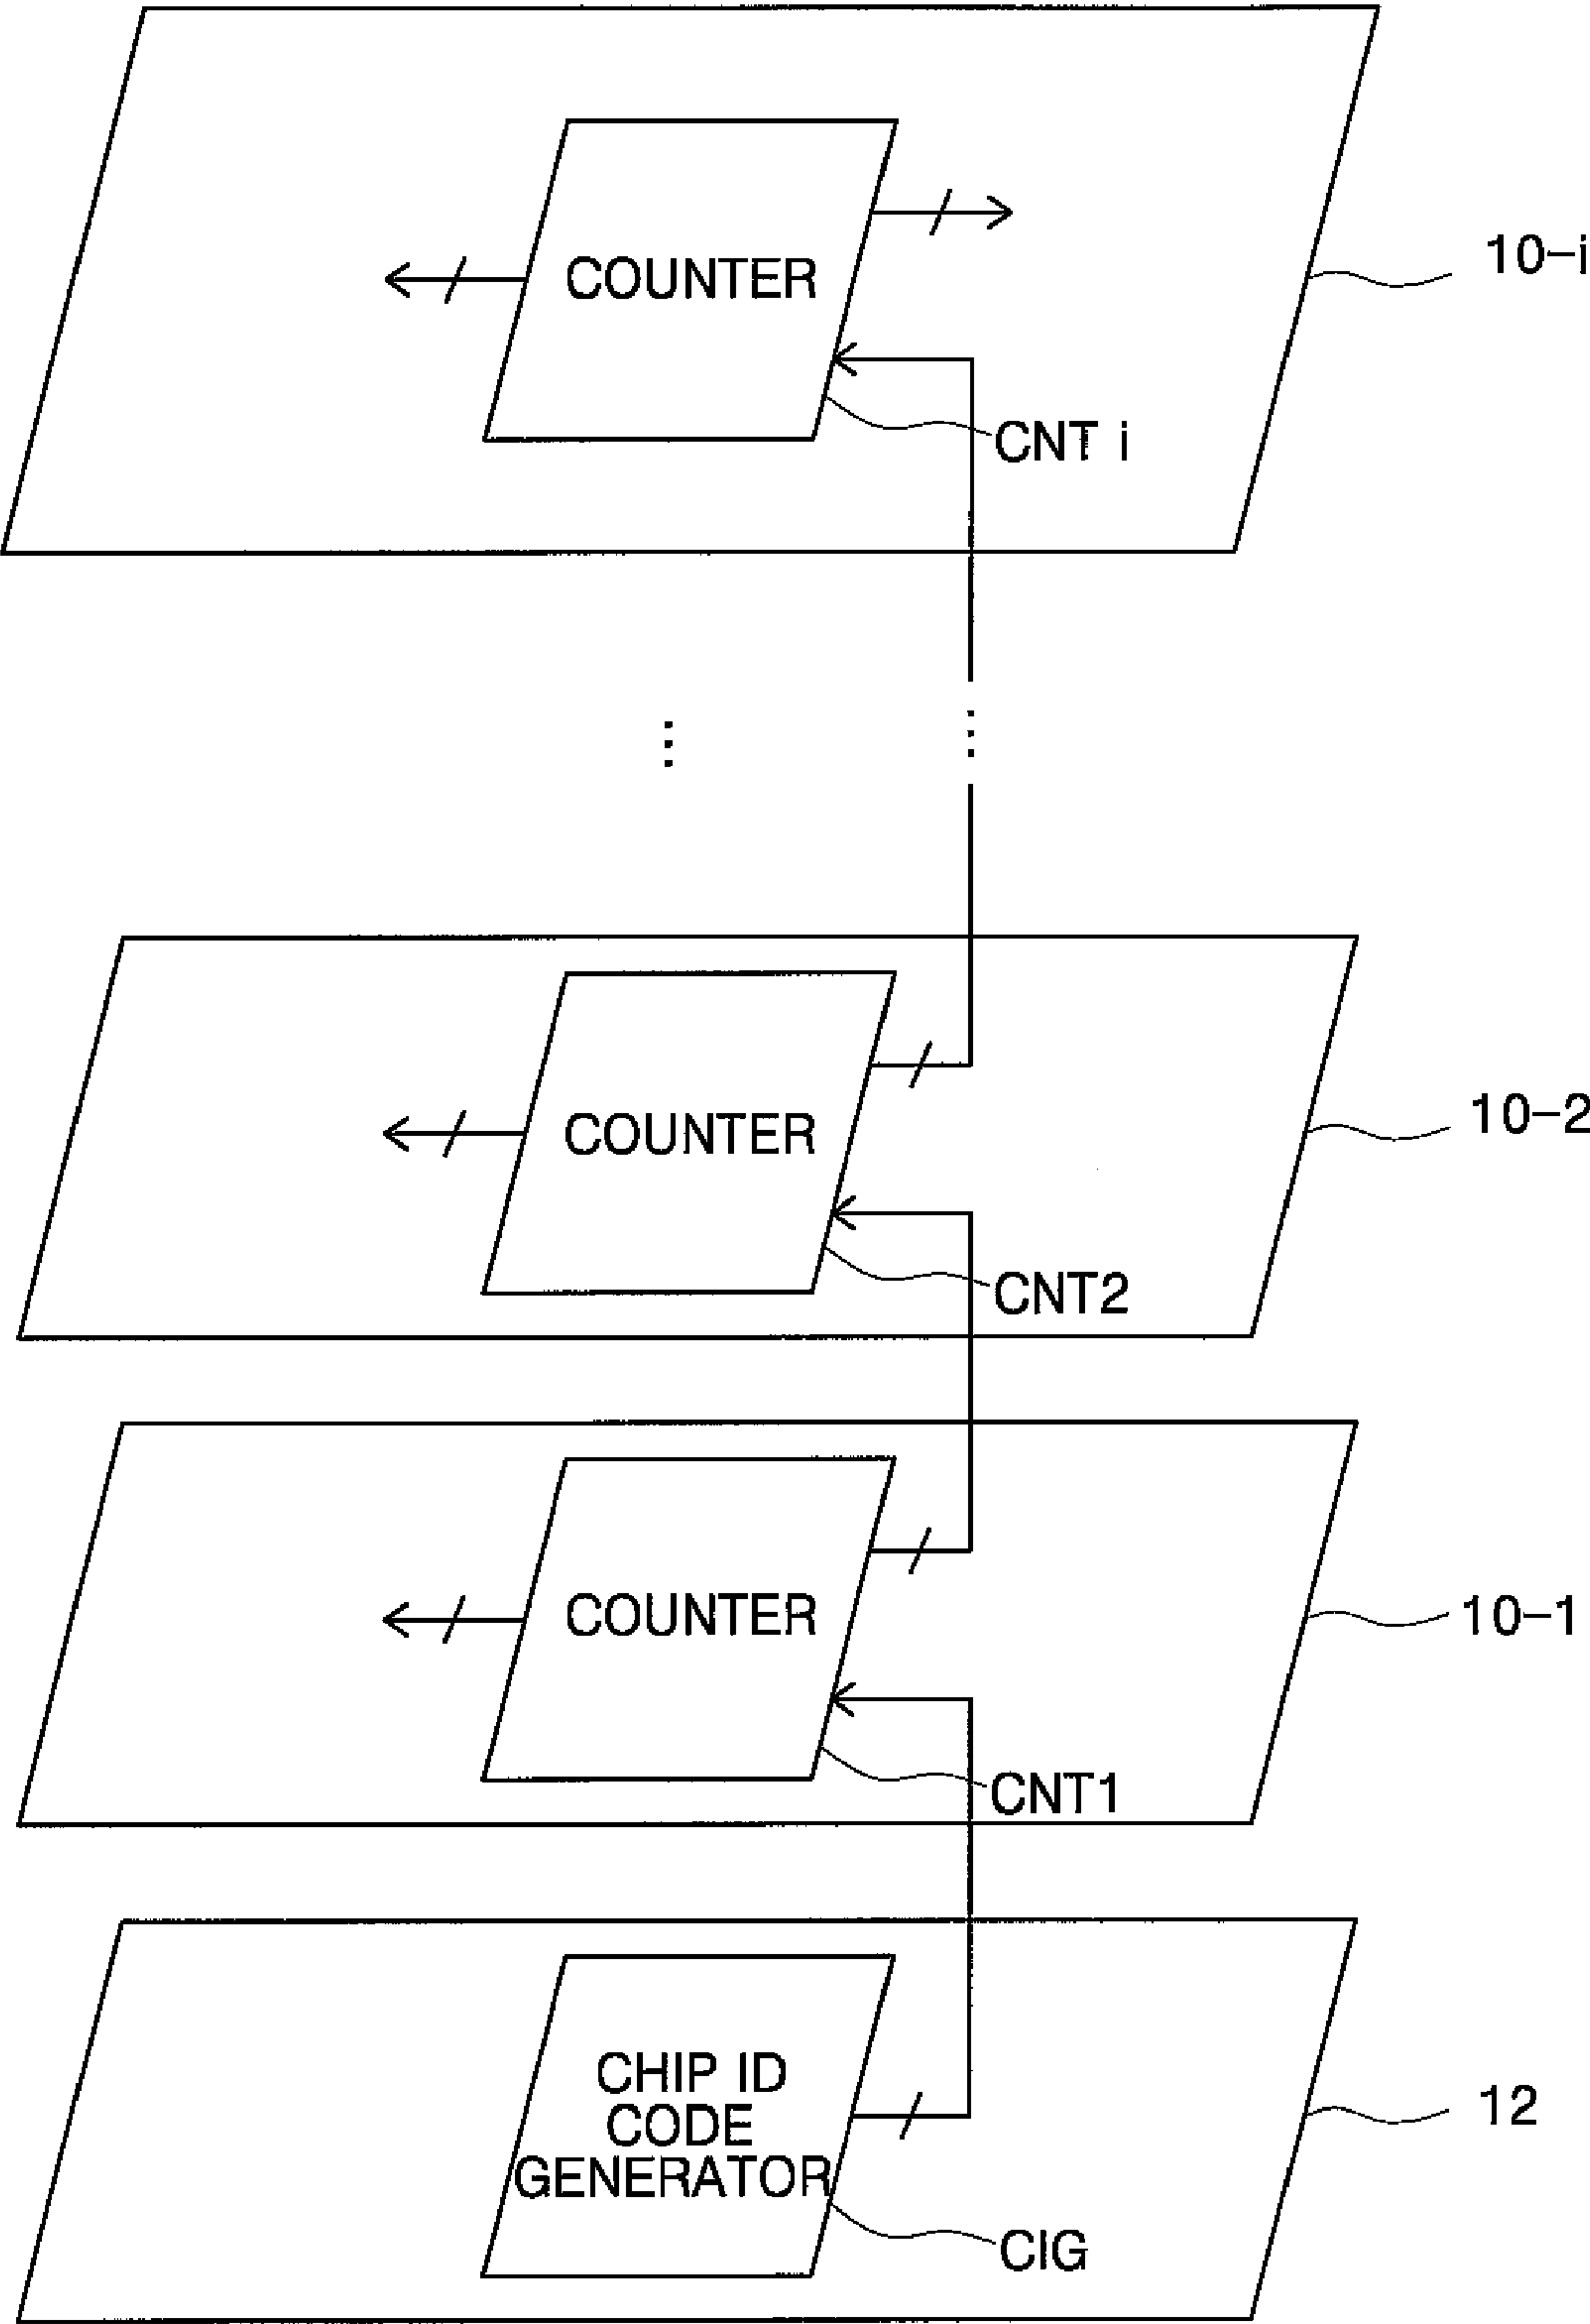 COUNTER
10-i
CNT i
COUNTER
10-2
CNT2
COUNTER
10-1
CNT1
CHIP ID
CODE
GENERATOR
12
CIG